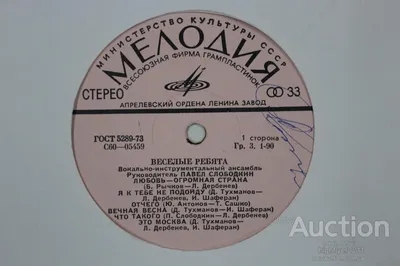 МИНИСТЕРСТВО КУЛЬТУРЫ СССР
МЕЛОДИЯ
ВСЕСОЮЗНАЯ ФИРМА ГРАМПЛАСТИНОК
СТЕРЕО
33
АПРЕЛЕВСКИЙ ОРДЕНА ЛЕНИНА ЗАВОД
ГОСТ 5289-73
С60—05459
1 сторона
Гр. 3. 1-90
ВЕСЕЛЫЕ РЕБЯТА
Вокально-инструментальный ансамбль
Руководитель ПАВЕЛ СЛОБОДКИН
ЛЮБОВЬ—ОГРОМНАЯ СТРАНА
(Б. Рычков—Л. Дербенев)
Я К ТЕБЕ НЕ ПОДОЙДУ (Д. Тухманов—
Л. Дербенев, И. Шаферан)
ОТЧЕГО (Ю. Антонов—Т. Сашко)
ВЕЧНАЯ ВЕСНА (Д. Тухманов—И. Шаферан)
ЧТО ТАКОГО (П. Слободкин—Л. Дербенев)
ЭТО МОСКВА (Д. Тухманов—
Л. Дербенев, И. Шаферан)
Auction